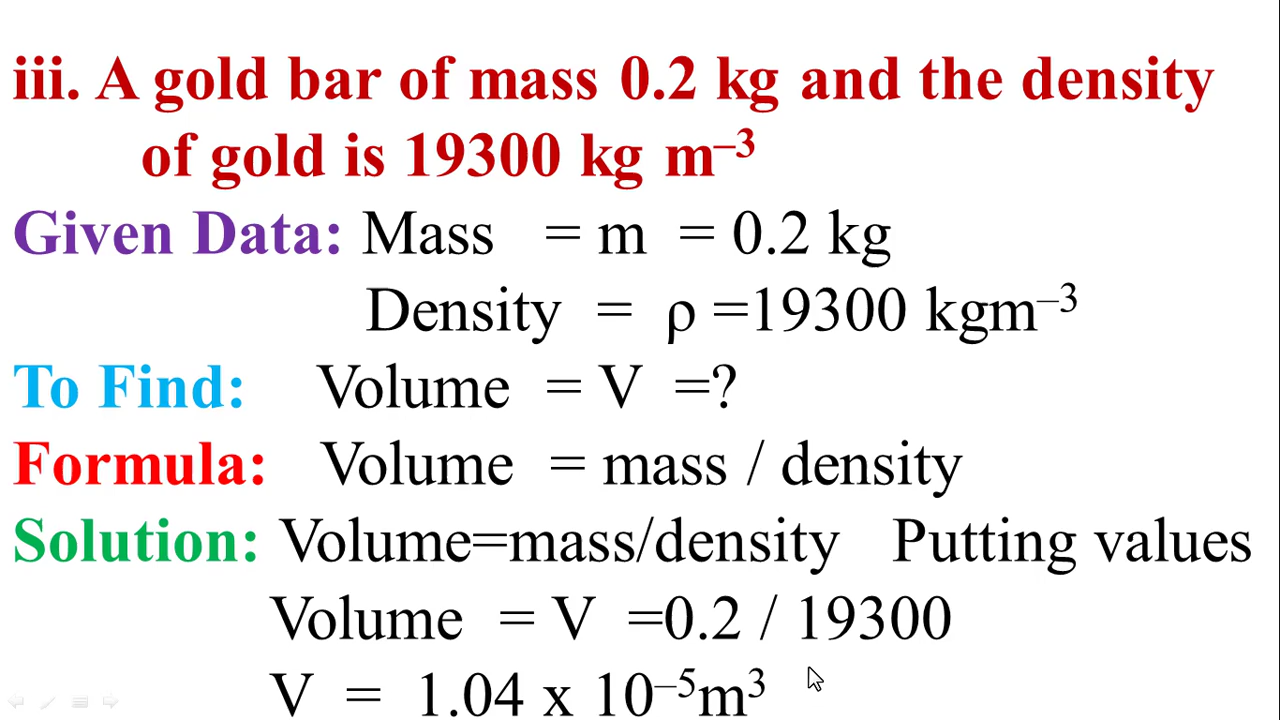 iii. A gold bar of mass 0.2 kg and the density
of gold is 19300 kg m⁻³
Given Data: Mass = m = 0.2 kg
Density = ρ =19300 kgm⁻³
To Find: Volume = V =?
Formula: Volume = mass / density
Solution: Volume=mass/density Putting values
Volume = V =0.2 / 19300
V = 1.04 x 10⁻⁵m³